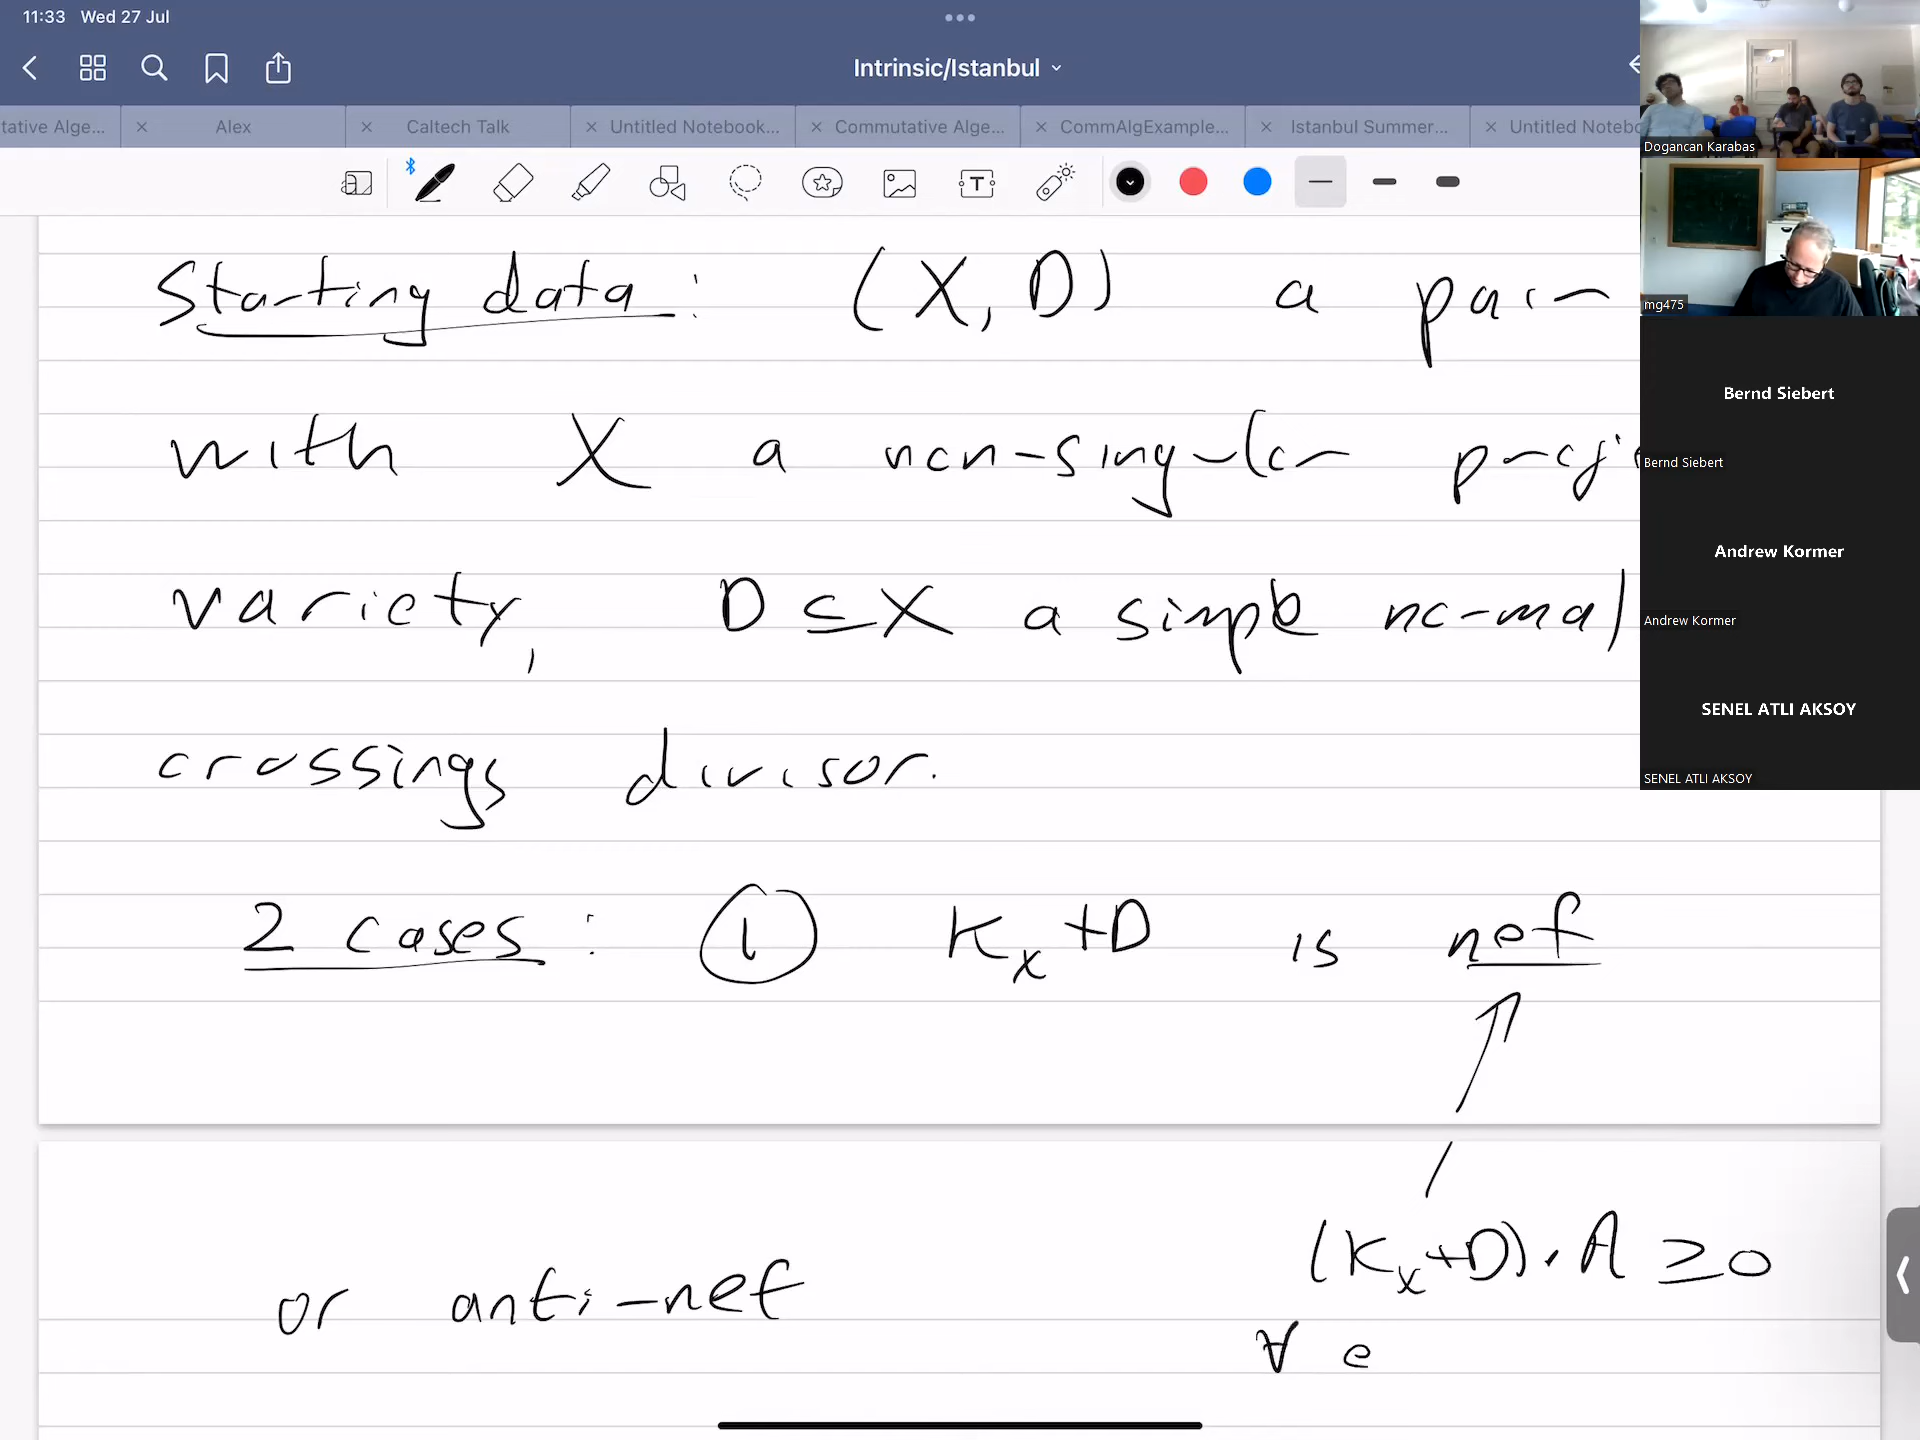 11:33 Wed 27 Jul
Intrinsic/Istanbul
tative Alge... Alex Caltech Talk Untitled Notebook... Commutative Alge... CommAlgExample... Istanbul Summer... Untitled Notebo
Starting data: (X, D) a pair
with X a non-singular proje
variety, D ⊆ X a simple normal
crossings divisor.
2 cases: ① K_X + D is nef
(K_X + D) · A ≥ 0
or anti-nef
∀ e
Dogancan Karabas
mg475
Bernd Siebert
Bernd Siebert
Andrew Kormer
Andrew Kormer
SENEL ATLI AKSOY
SENEL ATLI AKSOY